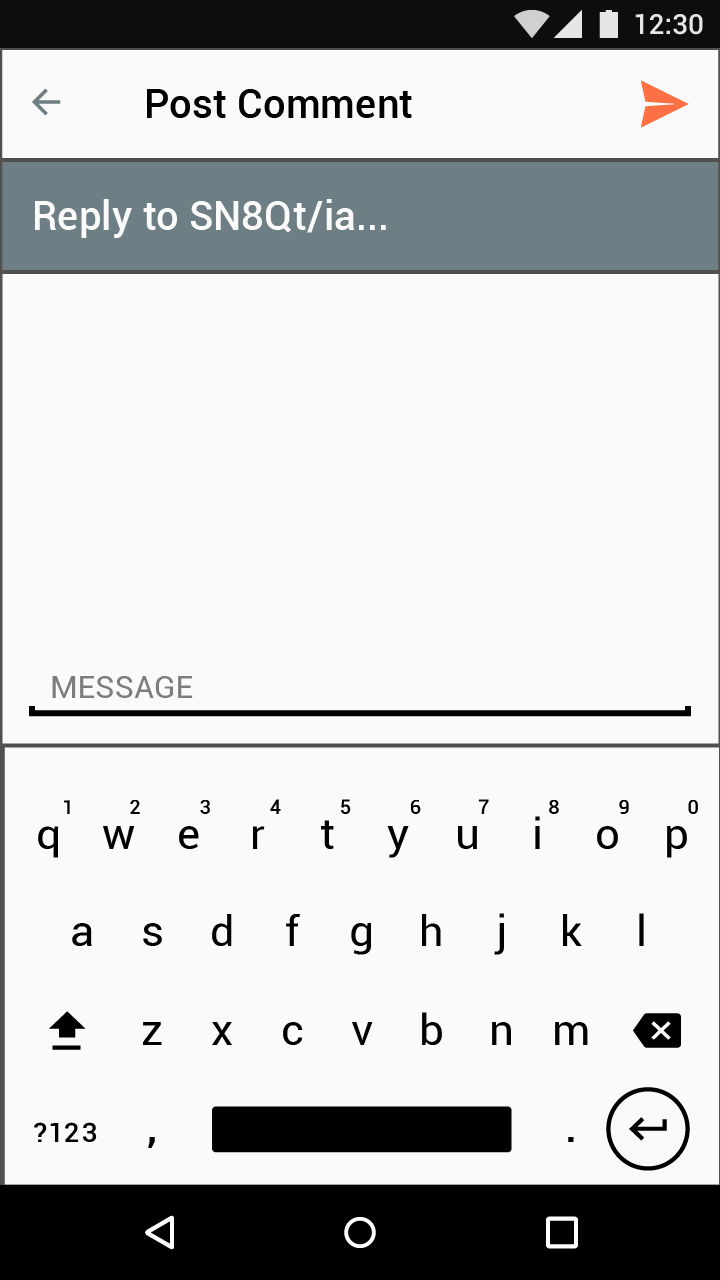 12:30
Post Comment
Reply to SN8Qt/ia...
MESSAGE
1 2 3 4 5 6 7 8 9 0
q w e r t y u i o p
a s d f g h j k l
z x c v b n m
?123 , .